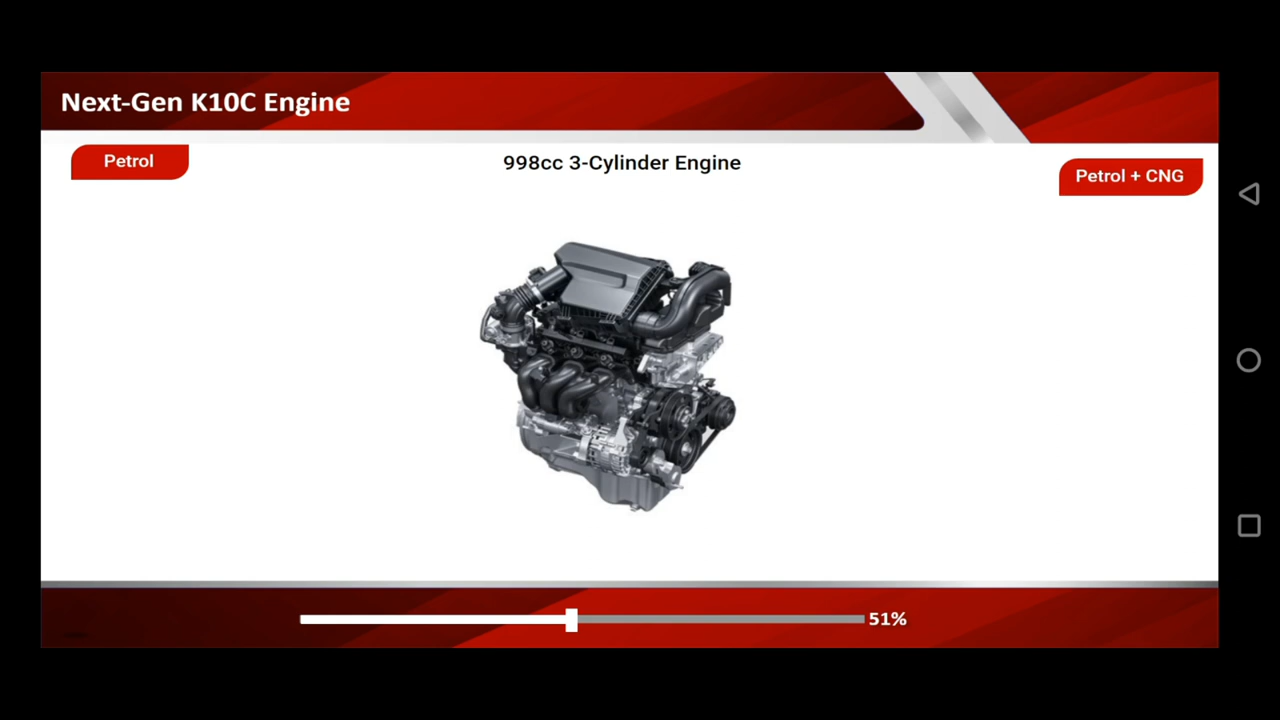 Next-Gen K10C Engine
Petrol
998cc 3-Cylinder Engine
Petrol + CNG
51%